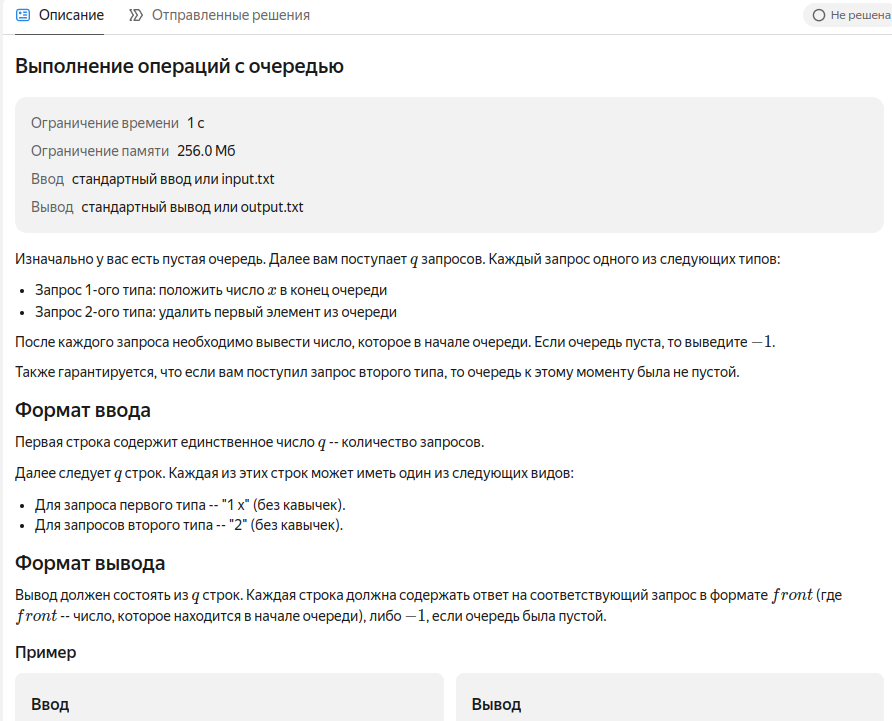 Описание
Отправленные решения
Не решена
Выполнение операций с очередью
Ограничение времени 1 с
Ограничение памяти 256.0 Мб
Ввод стандартный ввод или input.txt
Вывод стандартный вывод или output.txt
Изначально у вас есть пустая очередь. Далее вам поступает q запросов. Каждый запрос одного из следующих типов:
• Запрос 1-ого типа: положить число x в конец очереди
• Запрос 2-ого типа: удалить первый элемент из очереди
После каждого запроса необходимо вывести число, которое в начале очереди. Если очередь пуста, то выведите −1.
Также гарантируется, что если вам поступил запрос второго типа, то очередь к этому моменту была не пустой.
Формат ввода
Первая строка содержит единственное число q -- количество запросов.
Далее следует q строк. Каждая из этих строк может иметь один из следующих видов:
• Для запроса первого типа -- "1 x" (без кавычек).
• Для запросов второго типа -- "2" (без кавычек).
Формат вывода
Вывод должен состоять из q строк. Каждая строка должна содержать ответ на соответствующий запрос в формате front (где
front -- число, которое находится в начале очереди), либо −1, если очередь была пустой.
Пример
Ввод
Вывод